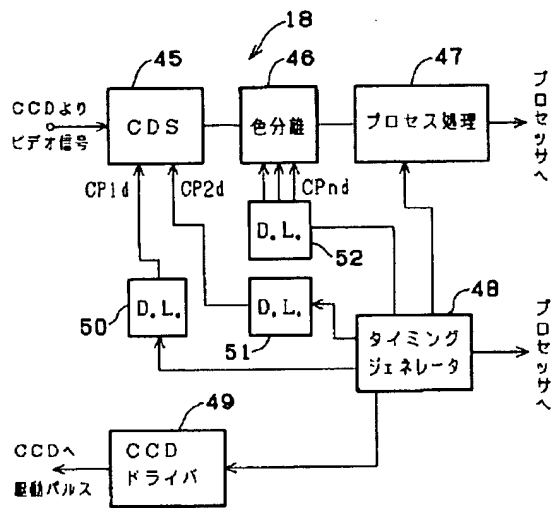 18
45
46
47
CCDより
ビデオ信号
CDS
色分離
プロセス処理
プロセッサへ
CP1d
CP2d
CPnd
D.L.
52
48
50
D.L.
D.L.
51
タイミング
ジェネレータ
プロセッサへ
49
CCDへ
駆動パルス
CCD
ドライバ